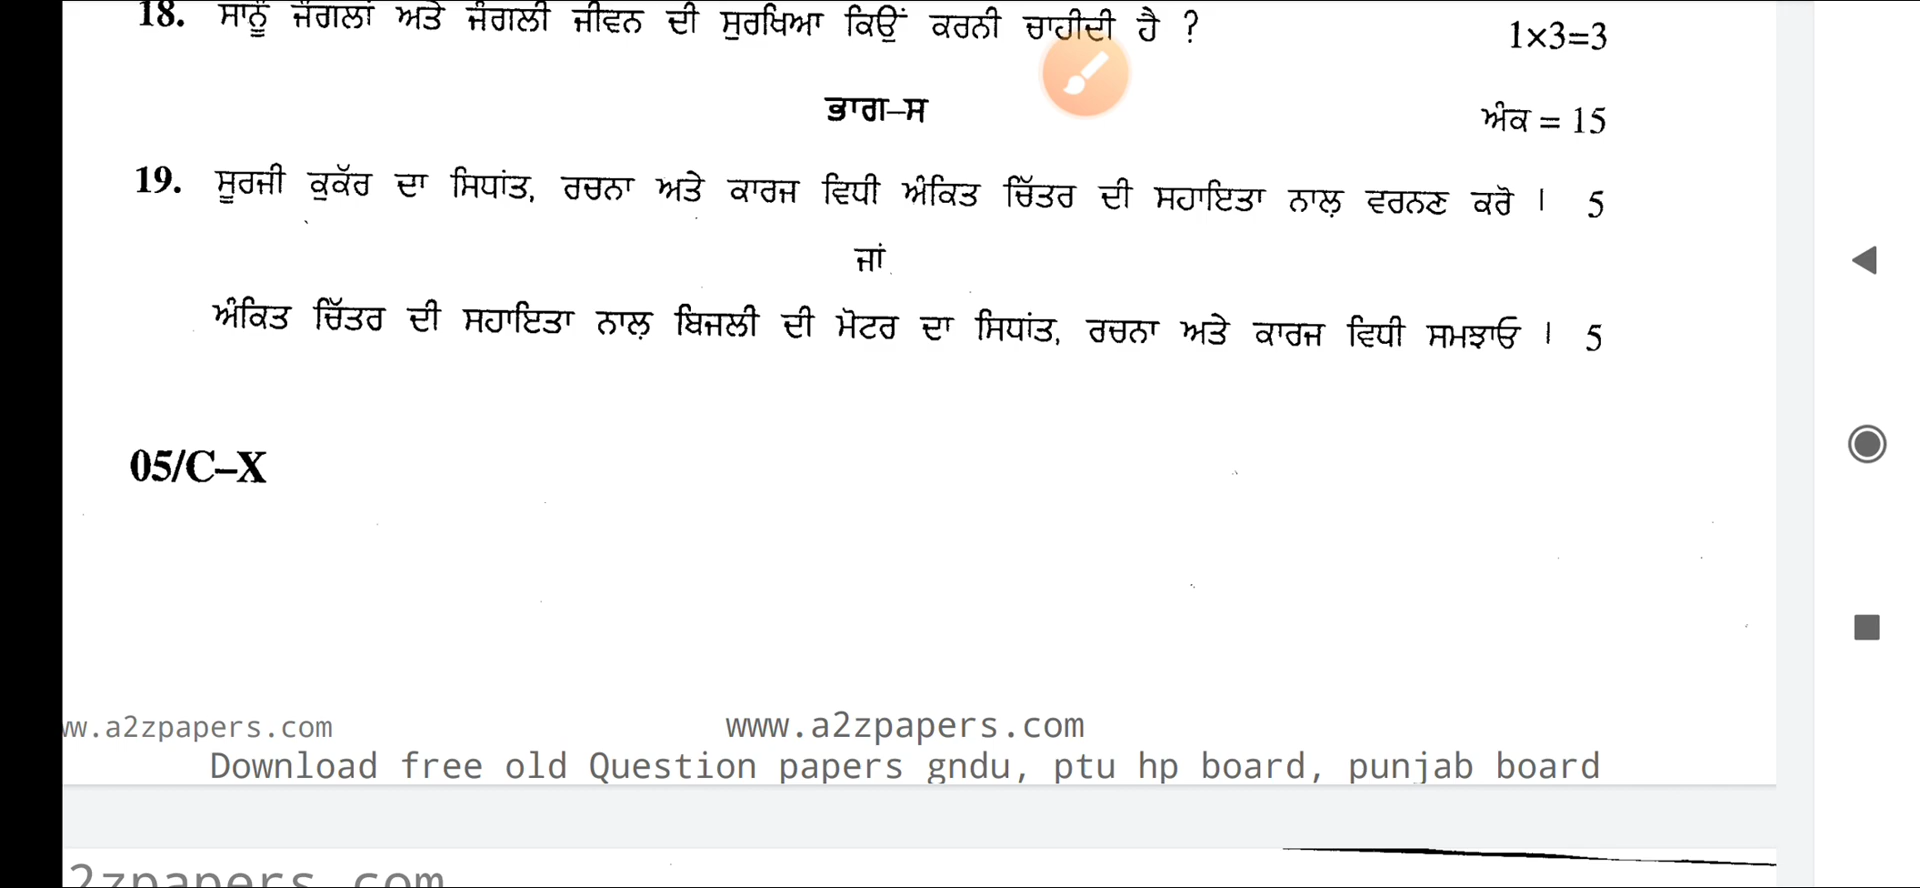 18. ਸਾਨੂੰ ਜੰਗਲਾਂ ਅਤੇ ਜੰਗਲੀ ਜੀਵਨ ਦੀ ਸੁਰਖਿਆ ਕਿਉਂ ਕਰਨੀ ਚਾਹੀਦੀ ਹੈ ? 1×3=3
ਭਾਗ–ਸ ਅੰਕ = 15
19. ਸੂਰਜੀ ਕੁਕੱਰ ਦਾ ਸਿਧਾਂਤ, ਰਚਨਾ ਅਤੇ ਕਾਰਜ ਵਿਧੀ ਅੰਕਿਤ ਚਿੱਤਰ ਦੀ ਸਹਾਇਤਾ ਨਾਲ਼ ਵਰਨਣ ਕਰੋ । 5
ਜਾਂ
ਅੰਕਿਤ ਚਿੱਤਰ ਦੀ ਸਹਾਇਤਾ ਨਾਲ਼ ਬਿਜਲੀ ਦੀ ਮੋਟਰ ਦਾ ਸਿਧਾਂਤ, ਰਚਨਾ ਅਤੇ ਕਾਰਜ ਵਿਧੀ ਸਮਝਾਓ । 5
05/C–X
w.a2zpapers.com www.a2zpapers.com
Download free old Question papers gndu, ptu hp board, punjab board
2zpapers com